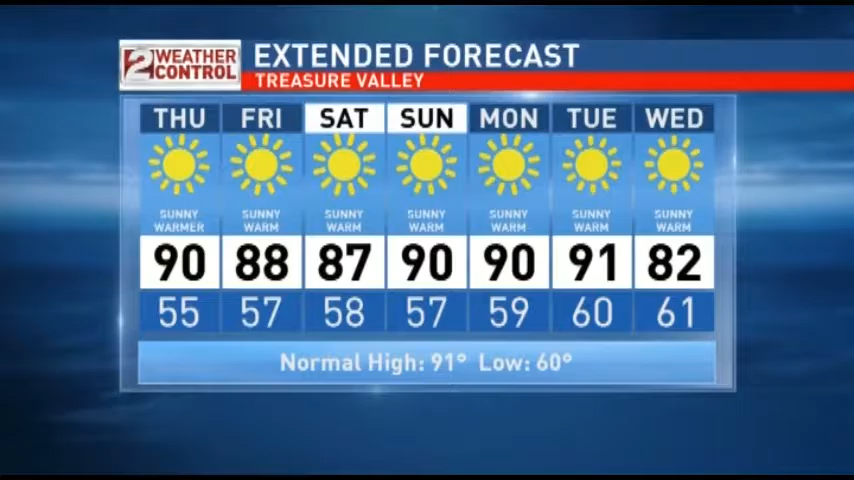 2 WEATHER CONTROL
EXTENDED FORECAST
TREASURE VALLEY
THU FRI SAT SUN MON TUE WED
SUNNY SUNNY SUNNY SUNNY SUNNY SUNNY SUNNY
WARMER WARM WARM WARM WARM WARM WARM
90 88 87 90 90 91 82
55 57 58 57 59 60 61
Normal High: 91° Low: 60°